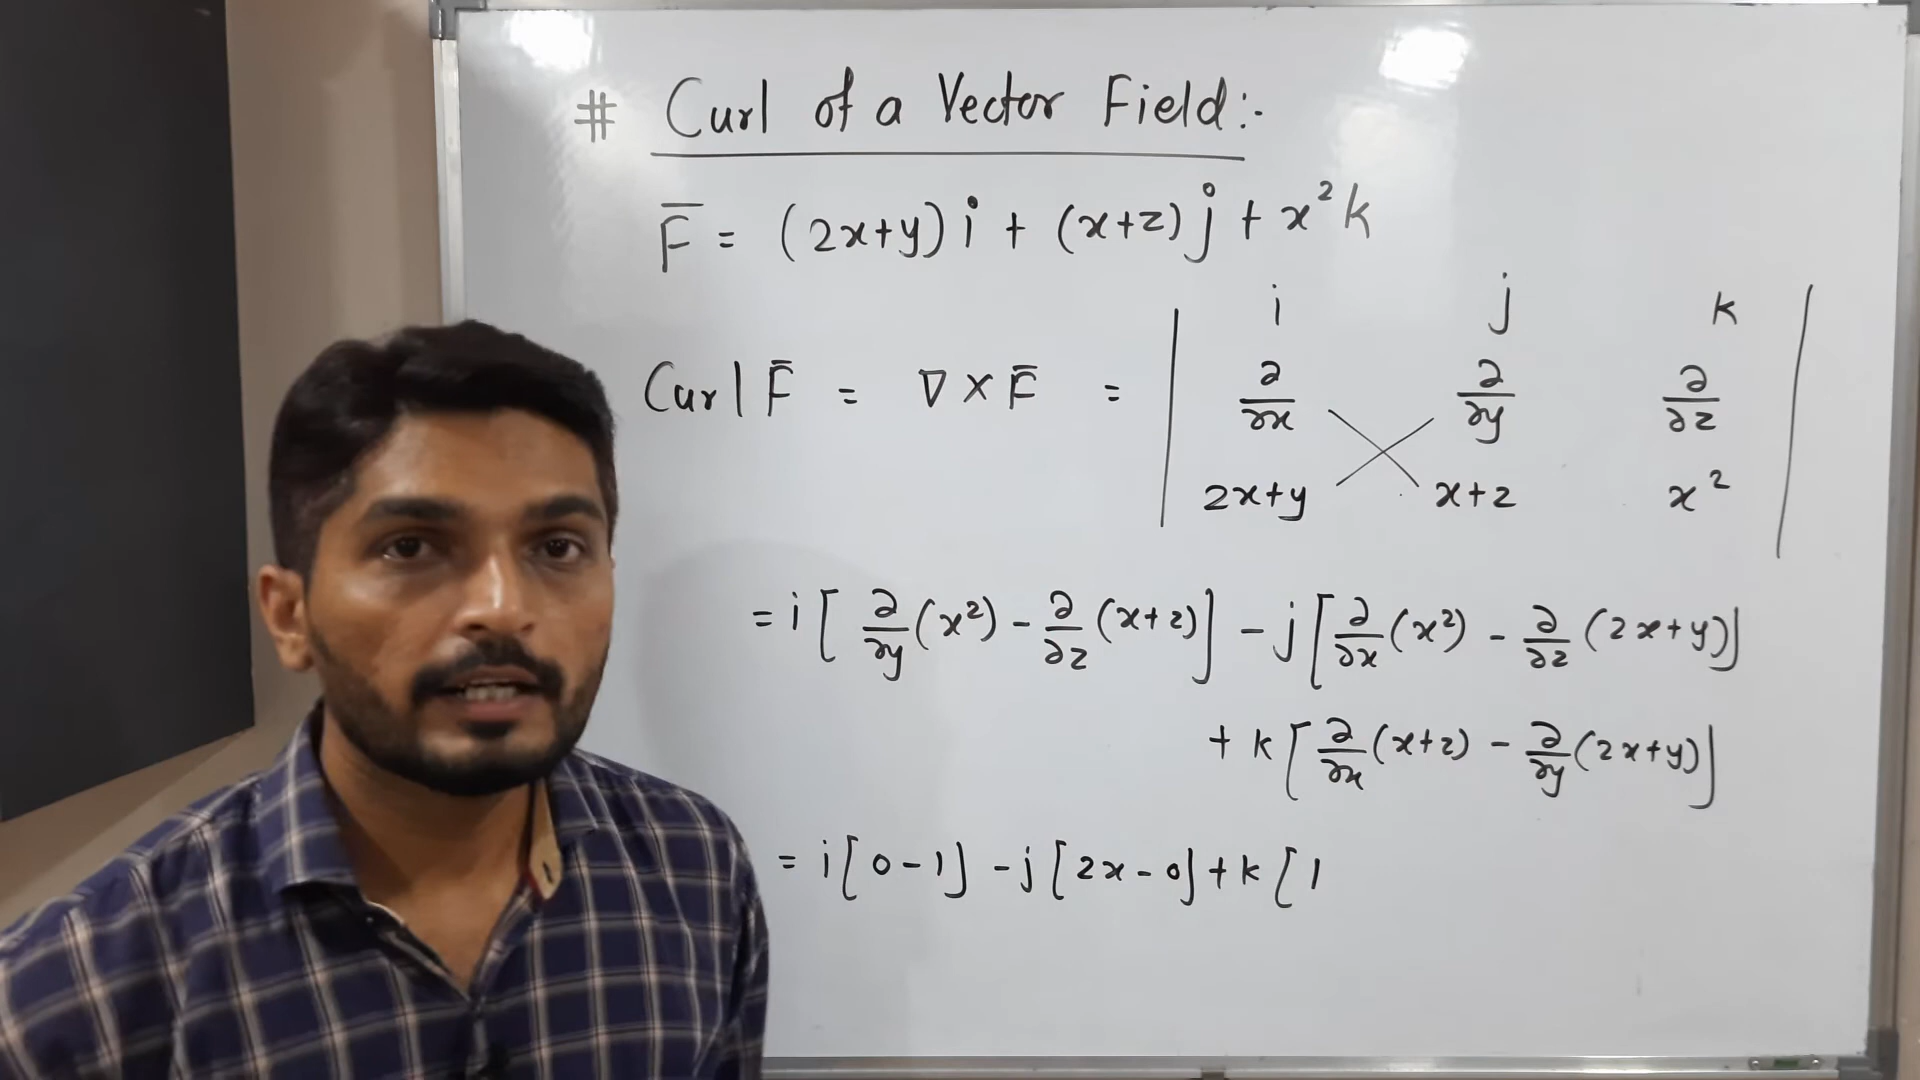 # Curl of a Vector Field:-
F̅ = (2x+y) i + (x+z) j + x² k
i j k
Curl F̅ = ∇ × F̅ = | ∂/∂x ∂/∂y ∂/∂z |
2x+y x+z x²
= i [ ∂/∂y (x²) - ∂/∂z (x+z) ] - j [ ∂/∂x (x²) - ∂/∂z (2x+y) ]
+ k [ ∂/∂x (x+z) - ∂/∂y (2x+y) ]
= i [ 0 - 1 ] - j [ 2x - 0 ] + k [ 1